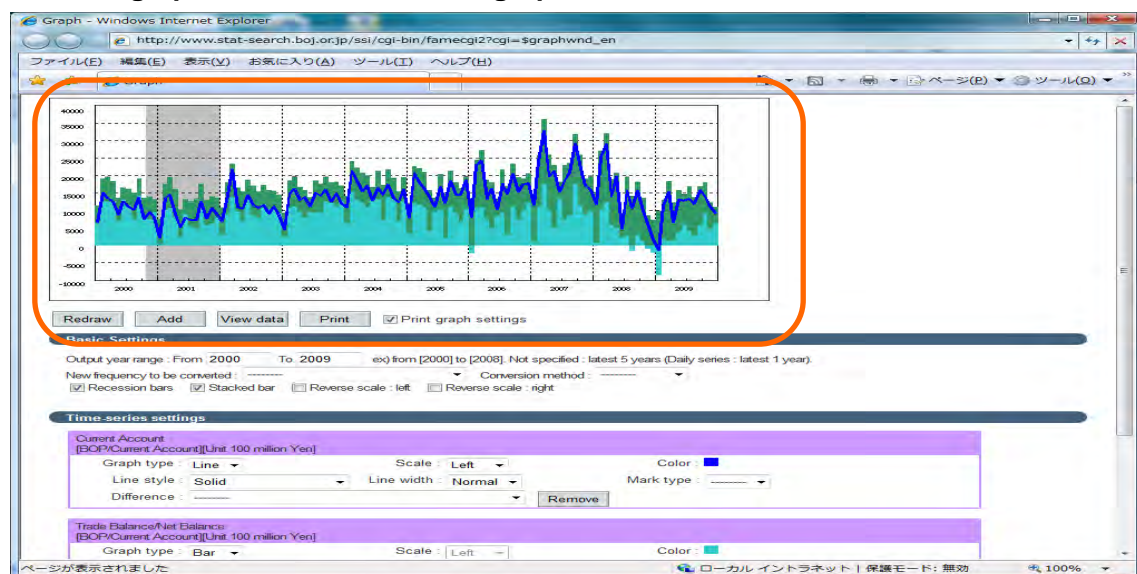 Graph - Windows Internet Explorer
http://www.stat-search.boj.or.jp/ssi/cgi-bin/famecgi2?cgi=$graphwnd_en
ファイル(F) 編集(E) 表示(V) お気に入り(A) ツール(T) ヘルプ(H)
Graph ページ(P) ツール(O)
40000
35000
30000
25000
20000
15000
10000
5000
0
-5000
-10000
2000 2001 2002 2003 2004 2005 2006 2007 2008 2009
Redraw Add View data Print Print graph settings
Basic Settings
Output year range : From 2000 To 2009 ex) from [2000] to [2008]. Not specified : latest 5 years (Daily series : latest 1 year).
New frequency to be converted : -------- Conversion method : --------
Recession bars Stacked bar Reverse scale : left Reverse scale : right
Time-series settings
Current Account
[BOP/Current Account][Unit 100 million Yen]
Graph type : Line Scale : Left Color :
Line style : Solid Line width : Normal Mark type : --------
Difference : -------- Remove
Trade Balance/Net Balance
[BOP/Current Account][Unit 100 million Yen]
Graph type : Bar Scale : Left Color :
ページが表示されました ローカル イントラネット | 保護モード: 無効 100%